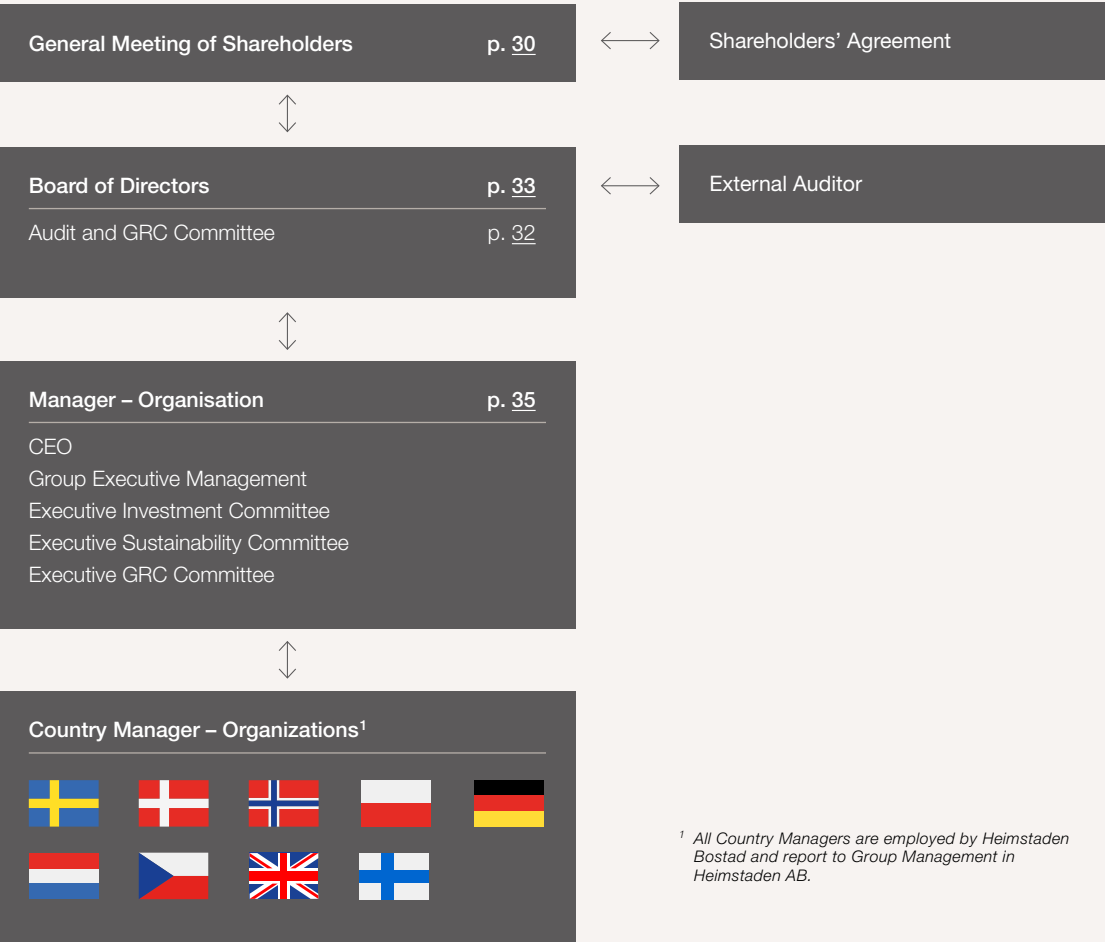 General Meeting of Shareholders p. 30
Shareholders’ Agreement
Board of Directors p. 33
External Auditor
Audit and GRC Committee p. 32
Manager – Organisation p. 35
CEO
Group Executive Management
Executive Investment Committee
Executive Sustainability Committee
Executive GRC Committee
Country Manager – Organizations¹
¹ All Country Managers are employed by Heimstaden
Bostad and report to Group Management in
Heimstaden AB.